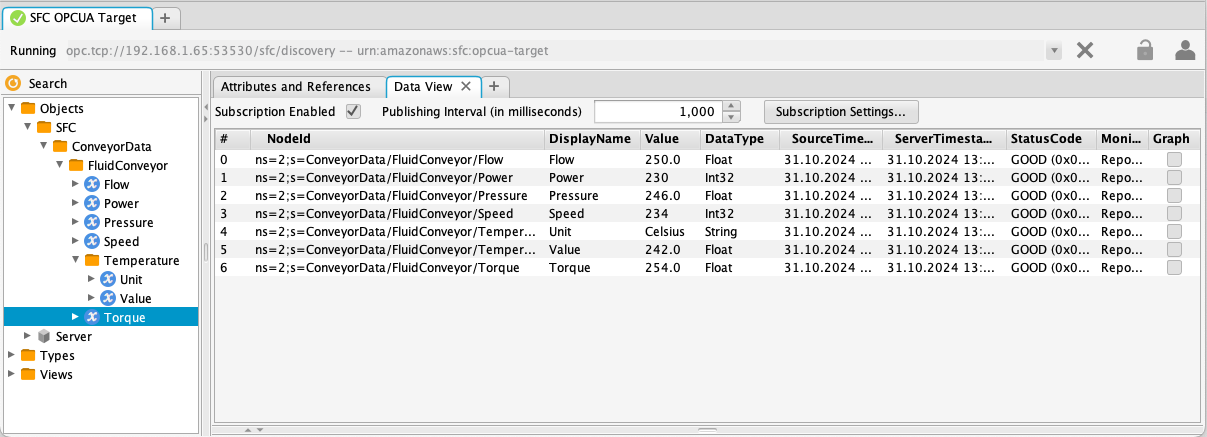 SFC OPCUA Target
Running opc.tcp://192.168.1.65:53530/sfc/discovery -- urn:amazonaws:sfc:opcua-target
Search
Objects
SFC
ConveyorData
FluidConveyor
Flow
Power
Pressure
Speed
Temperature
Unit
Value
Torque
Server
Types
Views
Attributes and References Data View
Subscription Enabled Publishing Interval (in milliseconds) 1,000 Subscription Settings...
# NodeId DisplayName Value DataType SourceTime... ServerTimesta... StatusCode Moni... Graph
0 ns=2;s=ConveyorData/FluidConveyor/Flow Flow 250.0 Float 31.10.2024 ... 31.10.2024 13:... GOOD (0x0... Repo...
1 ns=2;s=ConveyorData/FluidConveyor/Power Power 230 Int32 31.10.2024 ... 31.10.2024 13:... GOOD (0x0... Repo...
2 ns=2;s=ConveyorData/FluidConveyor/Pressure Pressure 246.0 Float 31.10.2024 ... 31.10.2024 13:... GOOD (0x0... Repo...
3 ns=2;s=ConveyorData/FluidConveyor/Speed Speed 234 Int32 31.10.2024 ... 31.10.2024 13:... GOOD (0x0... Repo...
4 ns=2;s=ConveyorData/FluidConveyor/Temper... Unit Celsius String 31.10.2024 ... 31.10.2024 13:... GOOD (0x0... Repo...
5 ns=2;s=ConveyorData/FluidConveyor/Temper... Value 242.0 Float 31.10.2024 ... 31.10.2024 13:... GOOD (0x0... Repo...
6 ns=2;s=ConveyorData/FluidConveyor/Torque Torque 254.0 Float 31.10.2024 ... 31.10.2024 13:... GOOD (0x0... Repo...